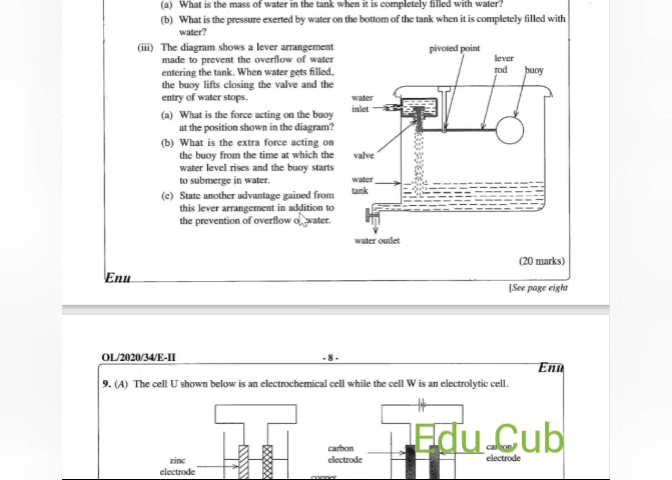 (a) What is the mass of water in the tank when it is completely filled with water?
(b) What is the pressure exerted by water on the bottom of the tank when it is completely filled with
water?
(iii) The diagram shows a lever arrangement
made to prevent the overflow of water
entering the tank. When water gets filled,
the buoy lifts closing the valve and the
entry of water stops.
(a) What is the force acting on the buoy
at the position shown in the diagram?
(b) What is the extra force acting on
the buoy from the time at which the
water level rises and the buoy starts
to submerge in water.
(c) State another advantage gained from
this lever arrangement in addition to
the prevention of overflow of water.
pivoted point
lever
rod
buoy
water
inlet
valve
water
tank
water outlet
(20 marks)
Enu
[See page eight
OL/2020/34/E-II
- 8 -
Enu
9. (A) The cell U shown below is an electrochemical cell while the cell W is an electrolytic cell.
zinc
electrode
carbon
electrode
carbon
electrode
copper
Edu Cub